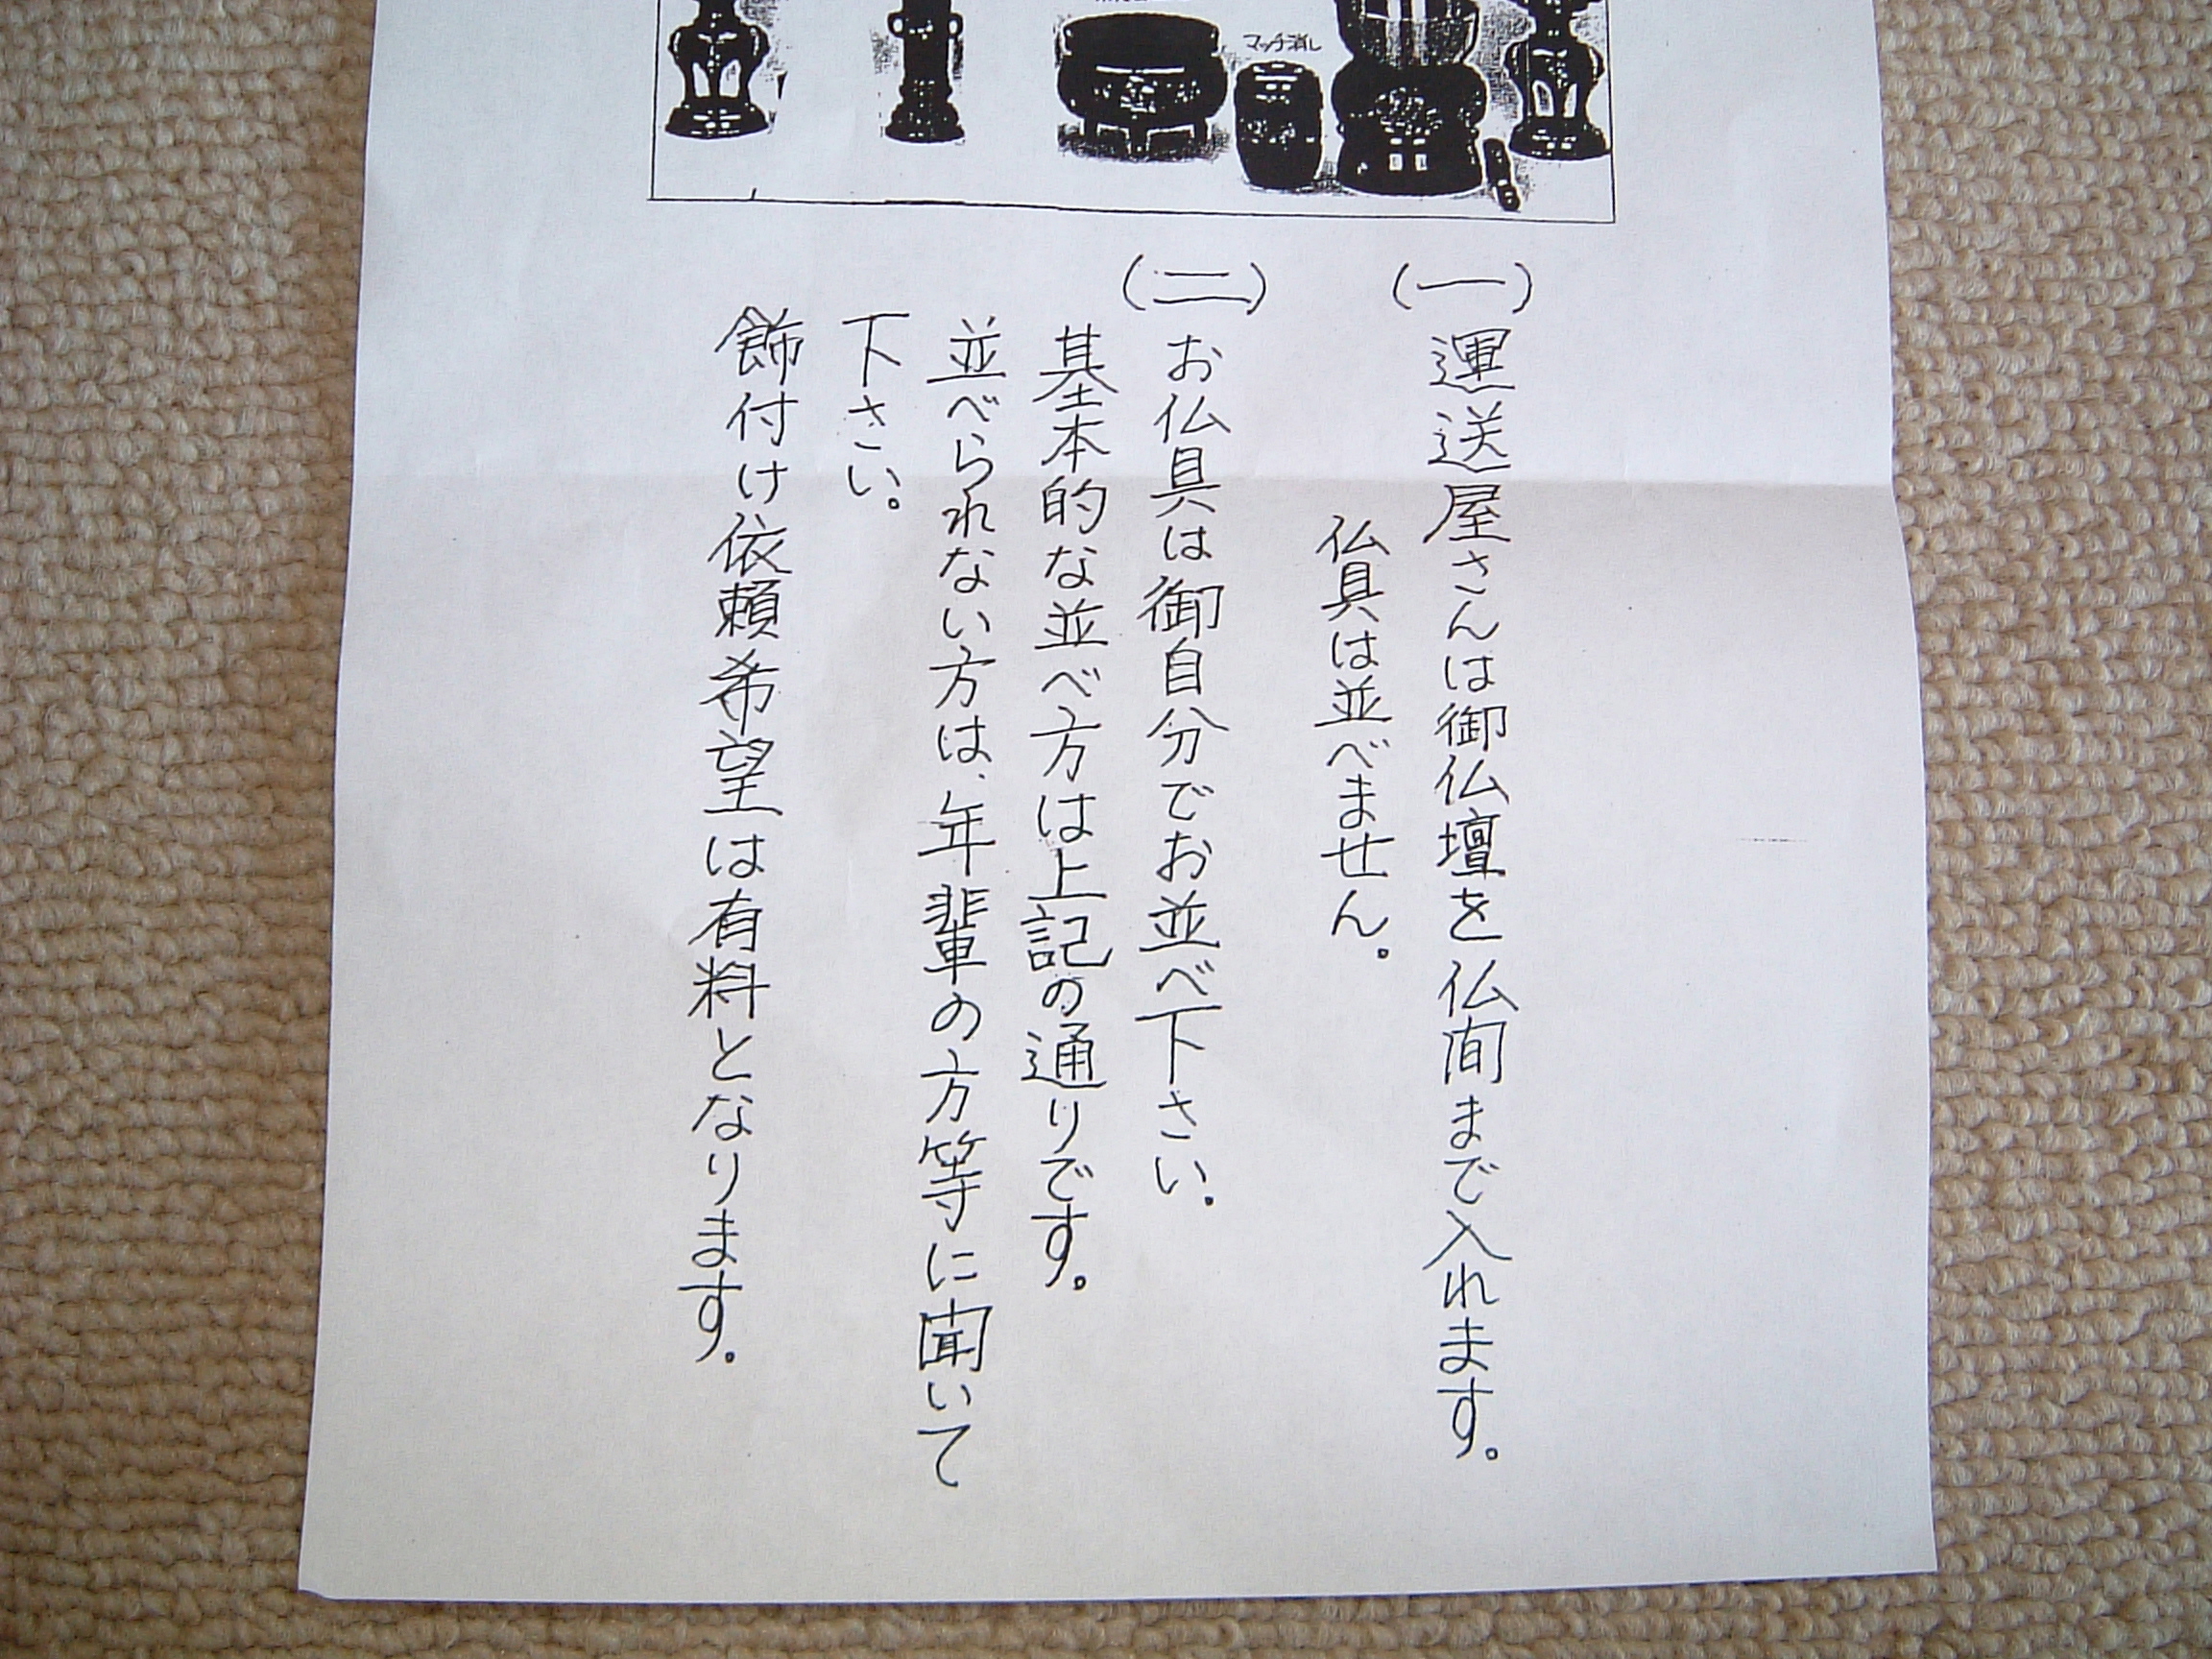 マッチ消し
(一)運送屋さんは御仏壇を仏間まで入れます。
仏具は並べません。
(二)お仏具は御自分でお並べ下さい。
基本的な並べ方は上記の通りです。
並べられない方は、年輩の方等に聞いて
下さい。
飾付け依頼希望は有料となります。